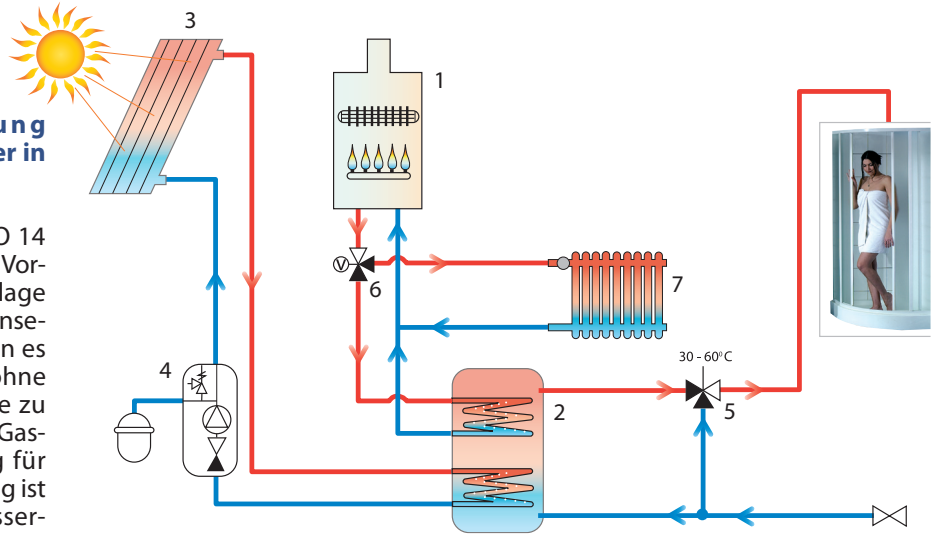 ung
er in
O 14
Vor-
lage
nse-
n es
ohne
e zu
Gas-
g für
g ist
sser-
3
1
V
6
7
4
2
30 - 60⁰C
5